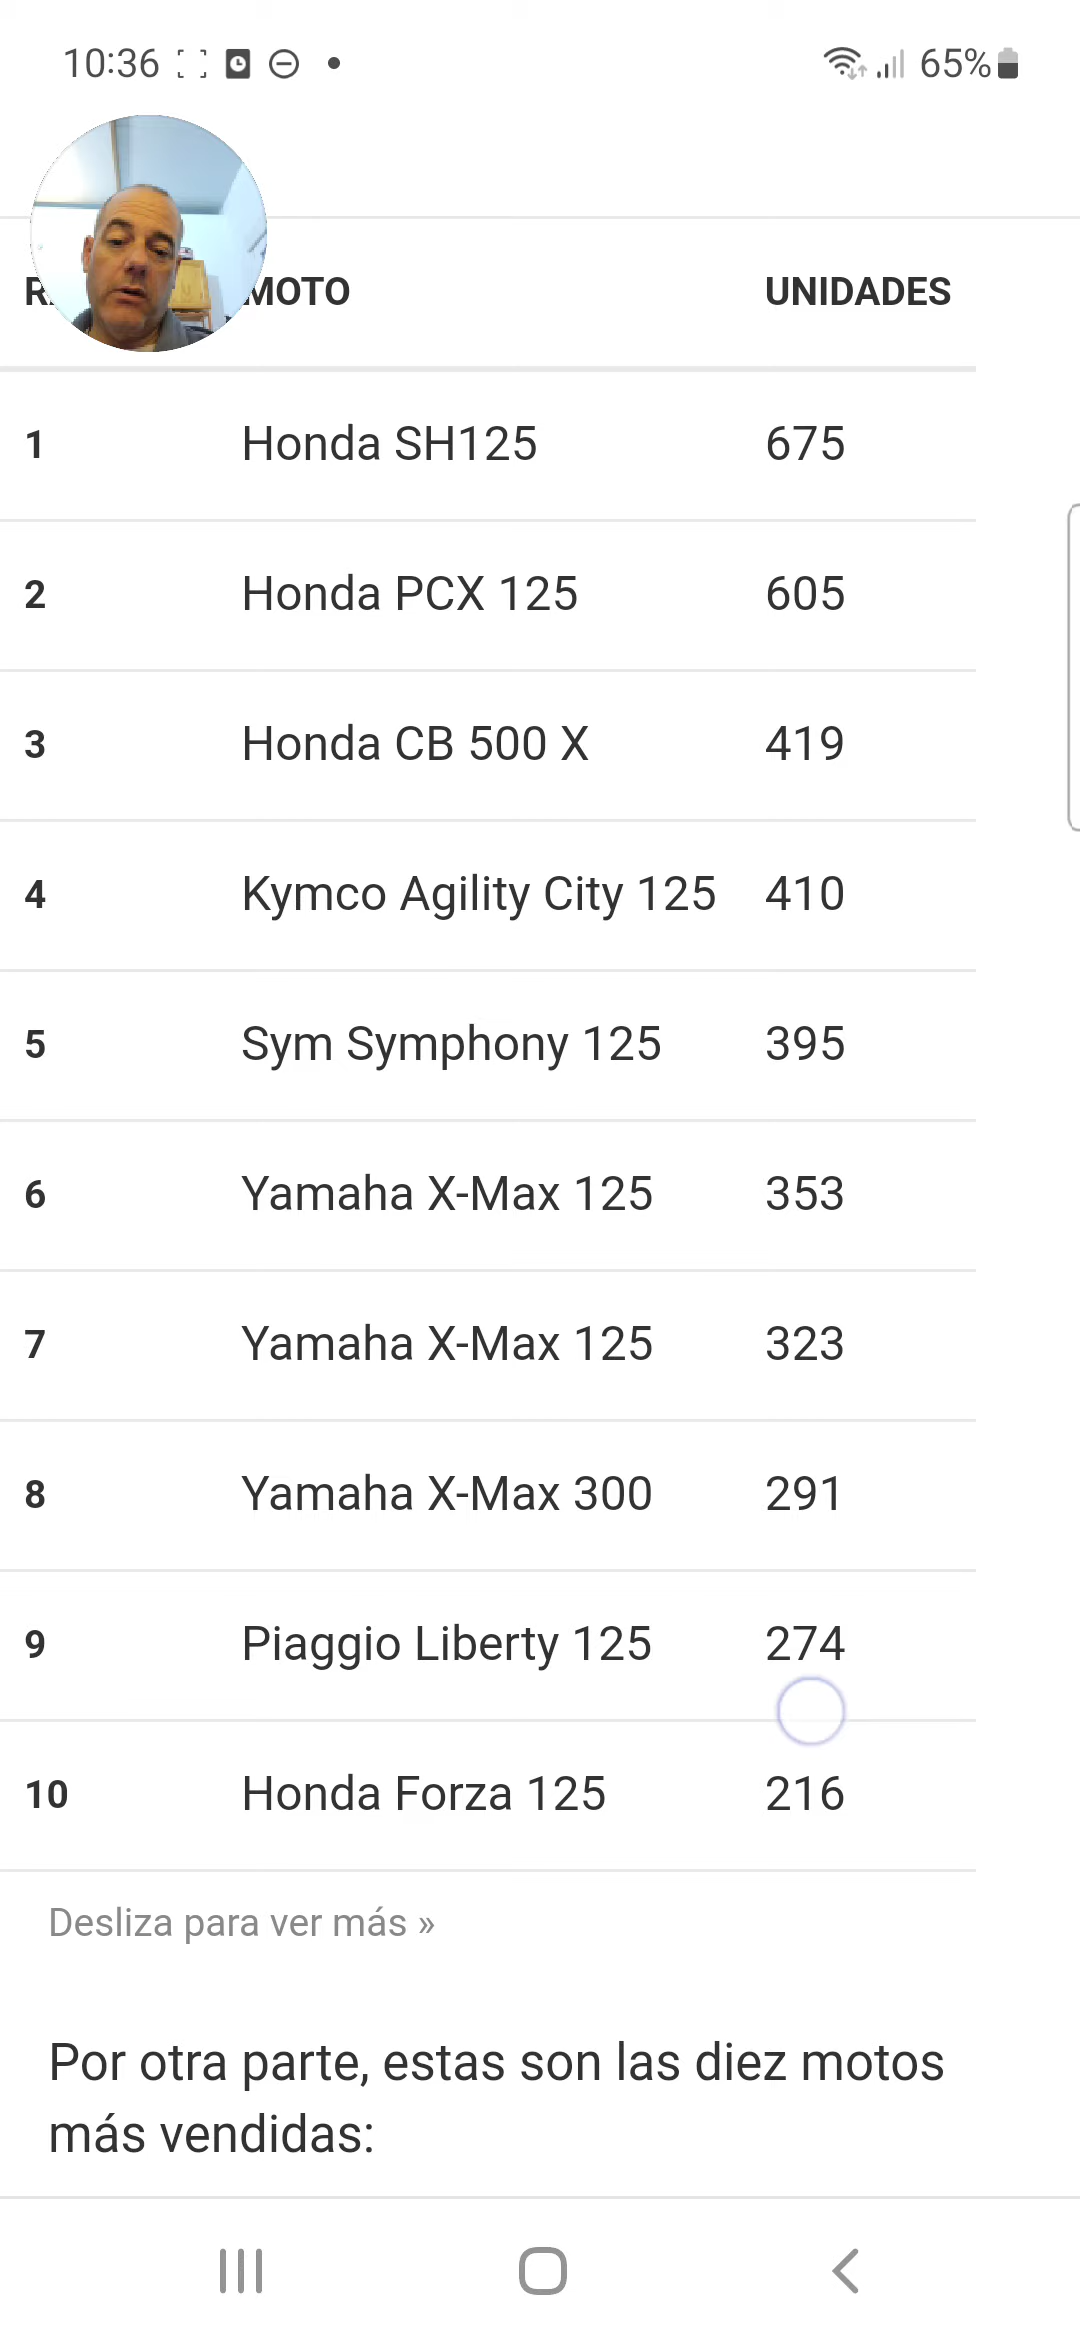 10:36 65%
MOTO UNIDADES
1 Honda SH125 675
2 Honda PCX 125 605
3 Honda CB 500 X 419
4 Kymco Agility City 125 410
5 Sym Symphony 125 395
6 Yamaha X-Max 125 353
7 Yamaha X-Max 125 323
8 Yamaha X-Max 300 291
9 Piaggio Liberty 125 274
10 Honda Forza 125 216
Desliza para ver más »
Por otra parte, estas son las diez motos
más vendidas: